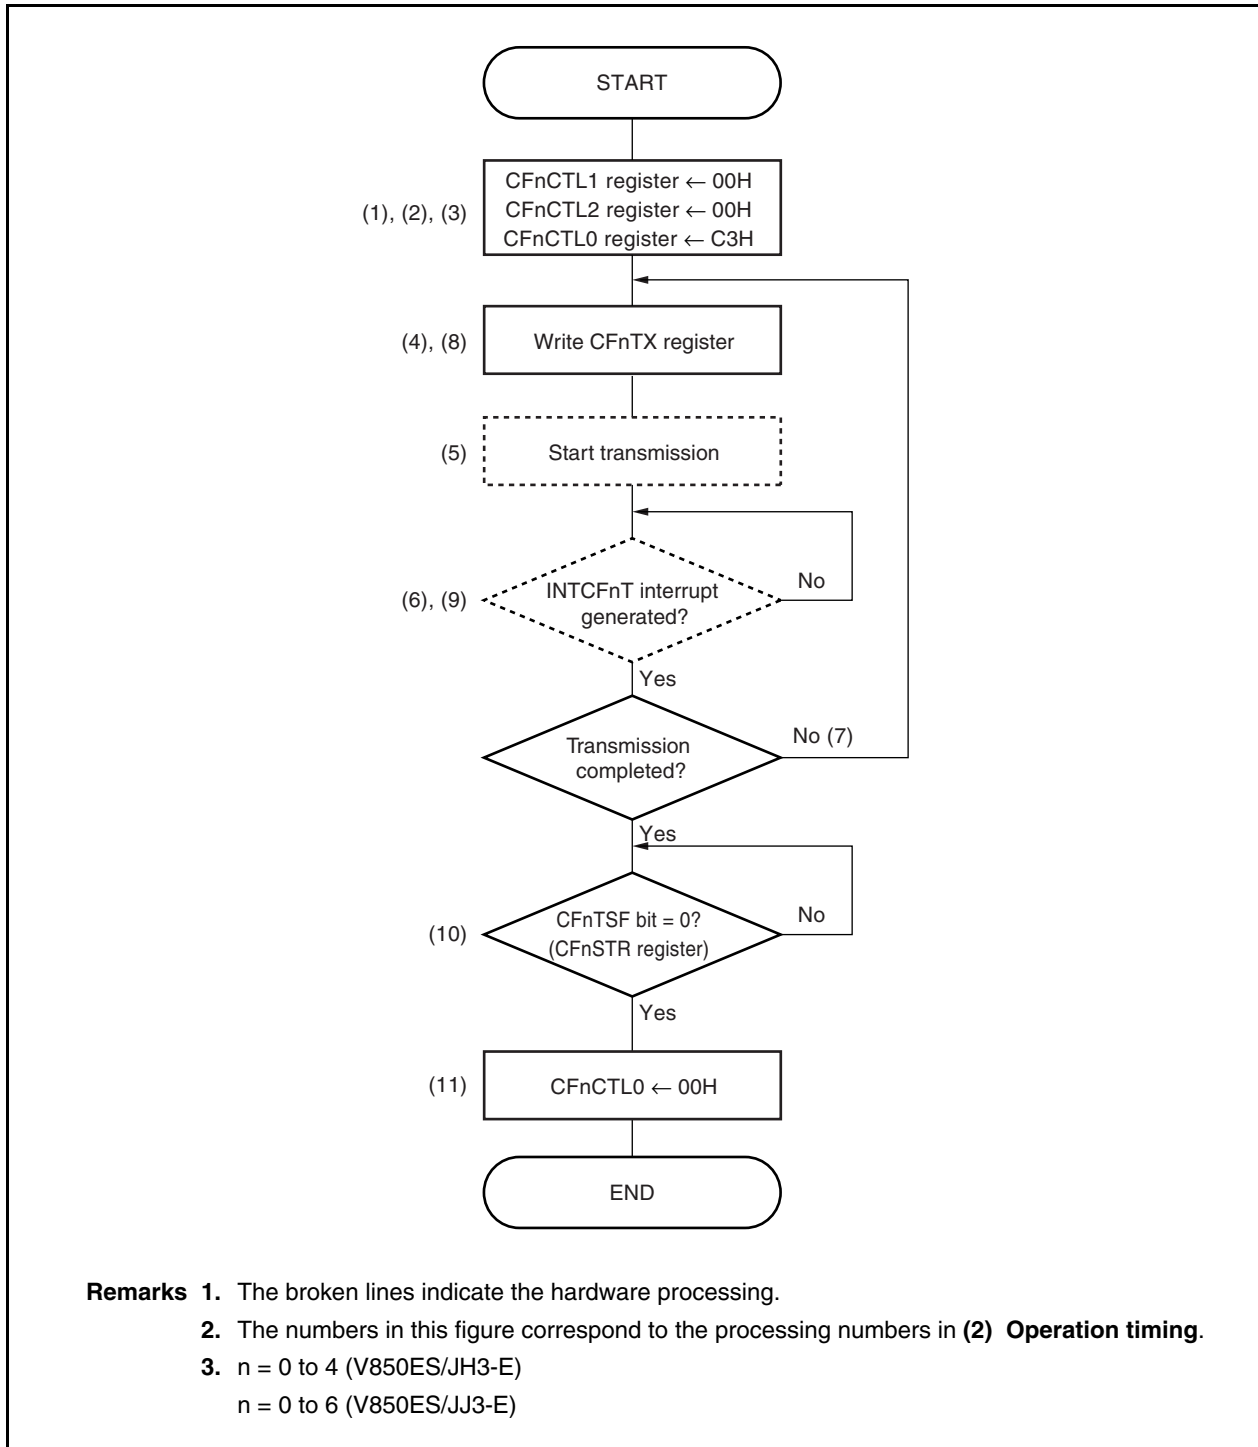 START
CFnCTL1 register ← 00H
CFnCTL2 register ← 00H
(1), (2), (3)
CFnCTL0 register ← C3H
(4), (8)
Write CFnTX register
(5)
Start transmission
INTCFnT interrupt
No
(6), (9)
generated?
Yes
No (7)
Transmission
completed?
Yes
CFnTSF bit = 0?
No
(10)
(CFnSTR register)
Yes
(11)
CFnCTL0 ← 00H
END
Remarks 1. The broken lines indicate the hardware processing.
2. The numbers in this figure correspond to the processing numbers in (2) Operation timing.
3. n = 0 to 4 (V850ES/JH3-E)
n = 0 to 6 (V850ES/JJ3-E)